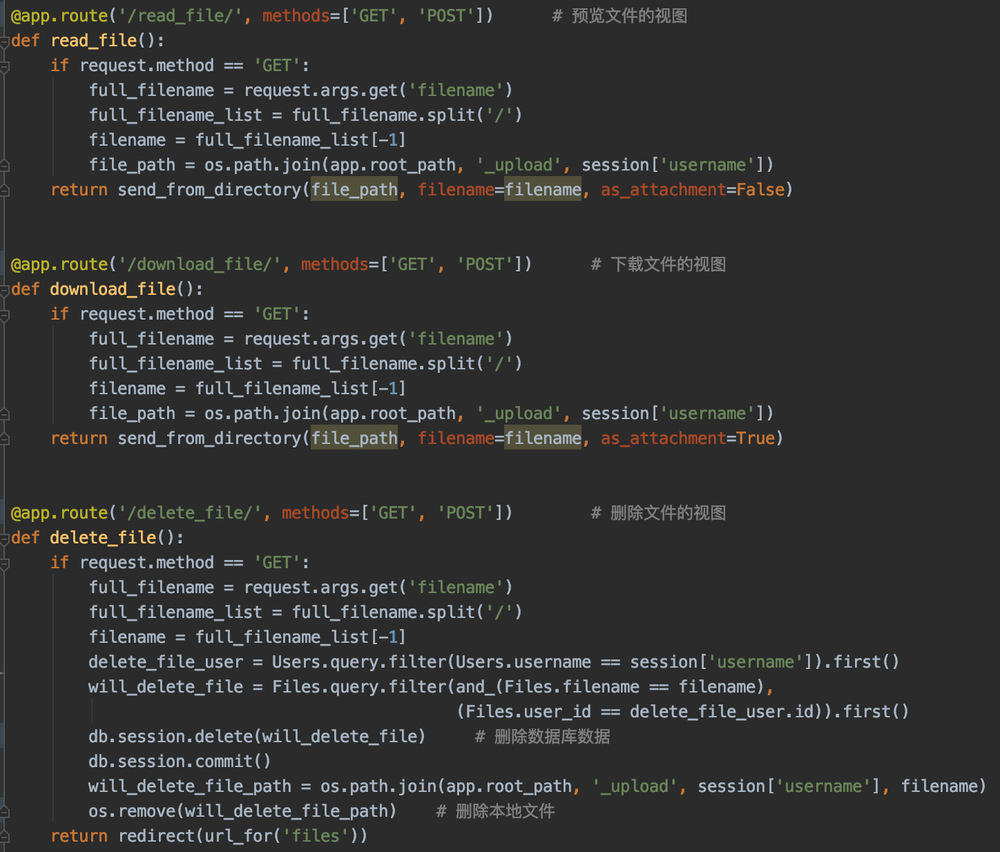 @app.route('/read_file/', methods=['GET', 'POST'])      # 预览文件的视图
def read_file():
    if request.method == 'GET':
        full_filename = request.args.get('filename')
        full_filename_list = full_filename.split('/')
        filename = full_filename_list[-1]
        file_path = os.path.join(app.root_path, '_upload', session['username'])
    return send_from_directory(file_path, filename=filename, as_attachment=False)
@app.route('/download_file/', methods=['GET', 'POST'])      # 下载文件的视图
def download_file():
    if request.method == 'GET':
        full_filename = request.args.get('filename')
        full_filename_list = full_filename.split('/')
        filename = full_filename_list[-1]
        file_path = os.path.join(app.root_path, '_upload', session['username'])
    return send_from_directory(file_path, filename=filename, as_attachment=True)
@app.route('/delete_file/', methods=['GET', 'POST'])        # 删除文件的视图
def delete_file():
    if request.method == 'GET':
        full_filename = request.args.get('filename')
        full_filename_list = full_filename.split('/')
        filename = full_filename_list[-1]
        delete_file_user = Users.query.filter(Users.username == session['username']).first()
        will_delete_file = Files.query.filter(and_(Files.filename == filename),
                                              (Files.user_id == delete_file_user.id)).first()
        db.session.delete(will_delete_file)     # 删除数据库数据
        db.session.commit()
        will_delete_file_path = os.path.join(app.root_path, '_upload', session['username'], filename)
        os.remove(will_delete_file_path)    # 删除本地文件
    return redirect(url_for('files'))